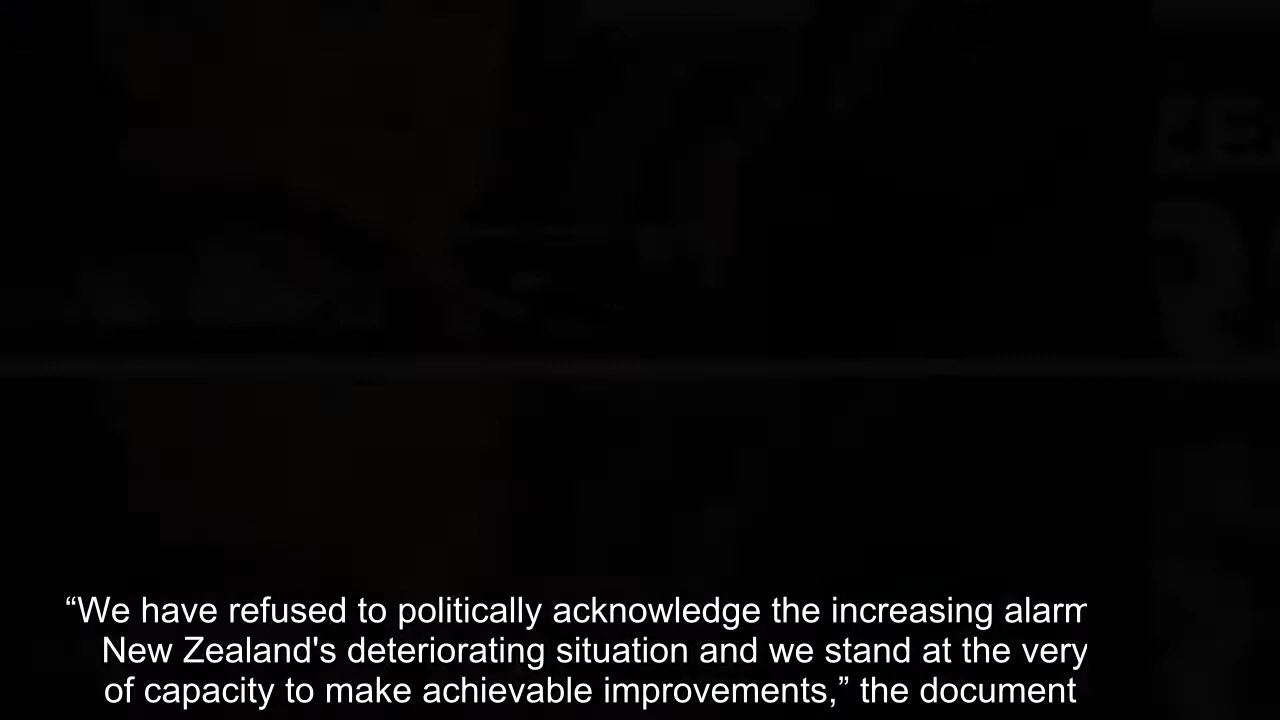 “We have refused to politically acknowledge the increasing alarm
New Zealand's deteriorating situation and we stand at the very
of capacity to make achievable improvements,” the document